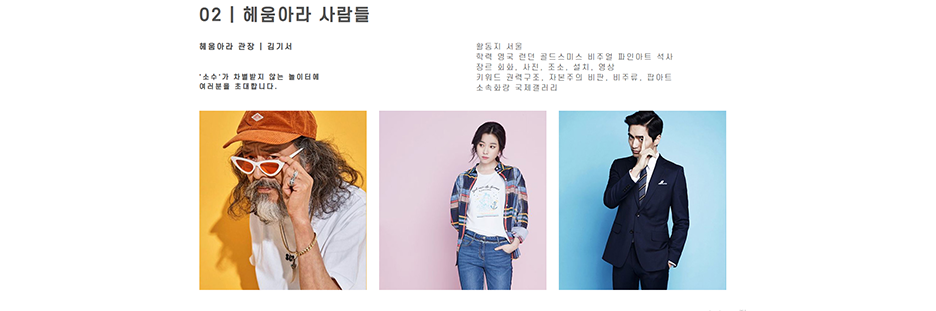 02 | 헤움아라 사람들
헤움아라 관장 | 김기서
'소수'가 차별받지 않는 놀이터에
여러분을 초대합니다.
활동지 서울
학력 영국 런던 골드스미스 비주얼 파인아트 석사
장르 회화, 사진, 조소, 설치, 영상
키워드 권력구조, 자본주의 비판, 비주류, 팝아트
소속화랑 국제갤러리